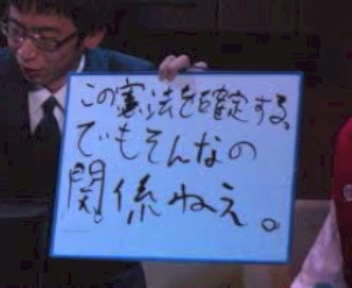 この憲法を確定する、
でもそんなの
関係ねえ。